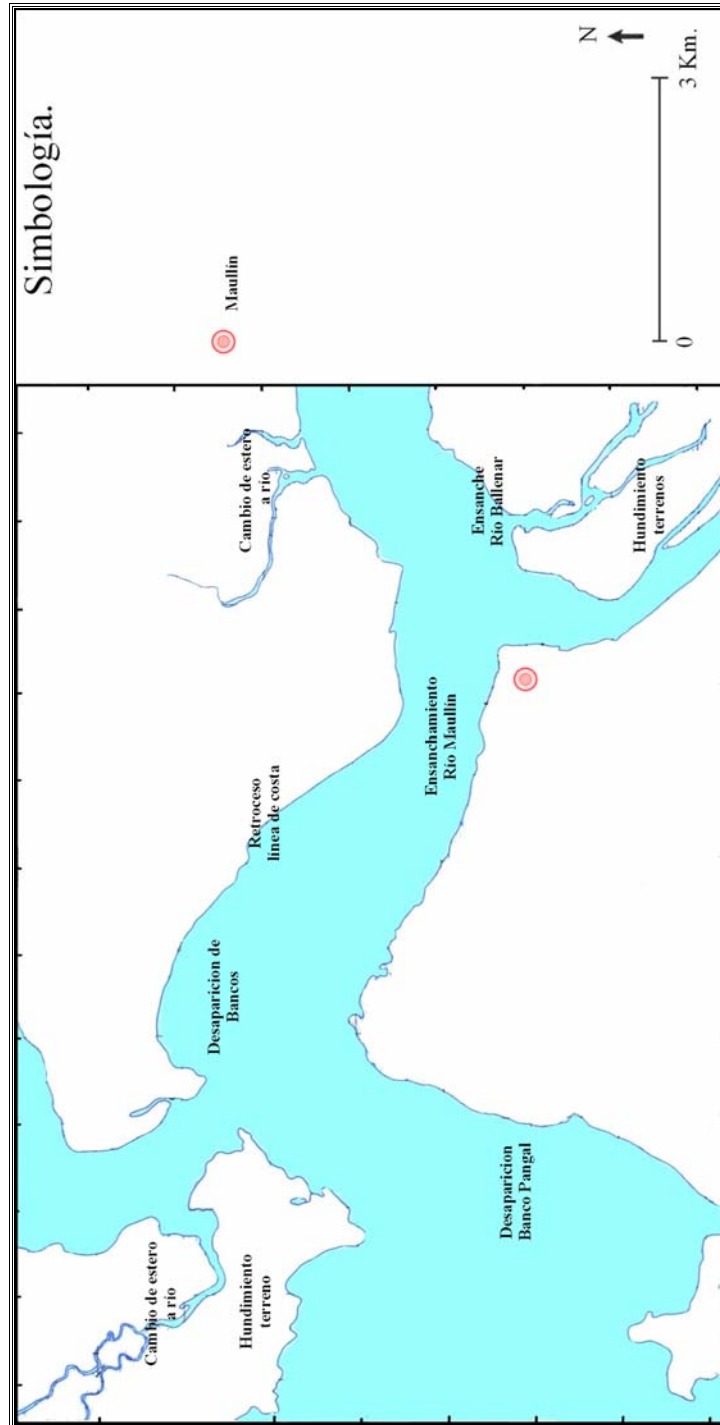 Simbología.
Maullín
N
0
3 Km.
Cambio de estero
a río
Hundimiento
terreno
Desaparicion de
Bancos
Retroceso
línea de costa
Cambio de estero
a río
Ensanchamiento
Río Maullín
Ensanche
Río Ballenar
Hundimiento
terrenos
Desaparicion
Banco Pangal